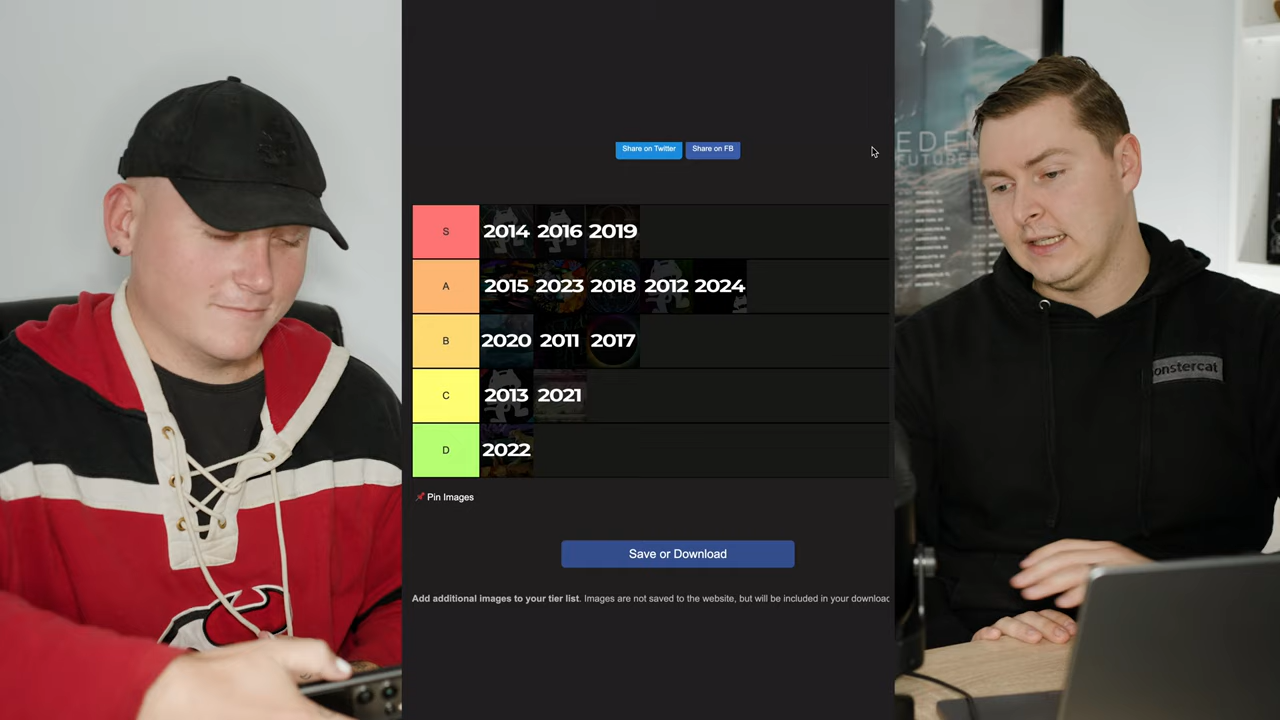 Share on Twitter Share on FB
EDEN
FUTURE
S 2014 2016 2019
A 2015 2023 2018 2012 2024
onstercat
B 2020 2011 2017
C 2013 2021
D 2022
📌 Pin Images
Save or Download
Add additional images to your tier list. Images are not saved to the website, but will be included in your downloac